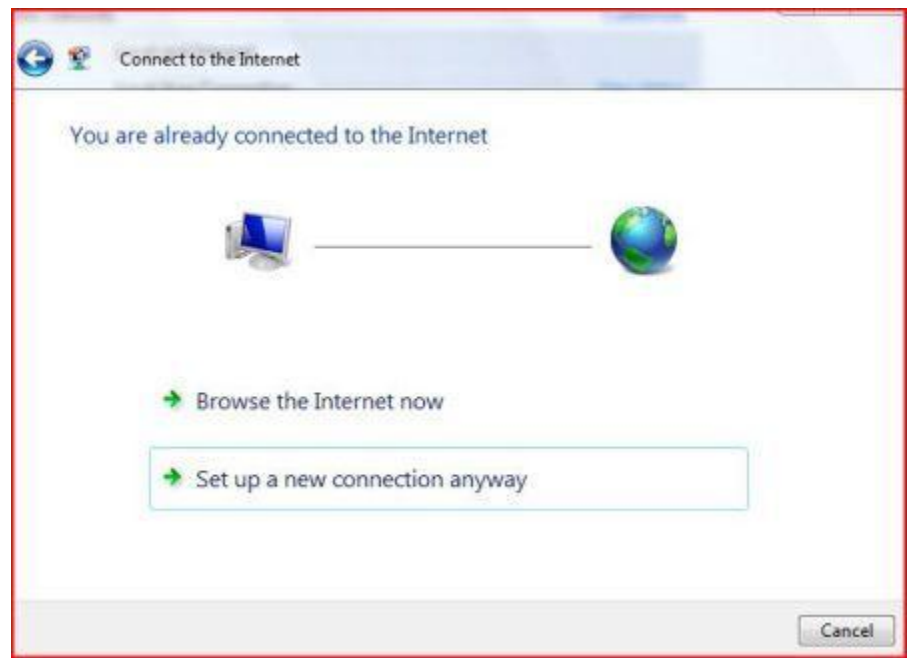 Connect to the Internet
You are already connected to the Internet
Browse the Internet now
Set up a new connection anyway
Cancel